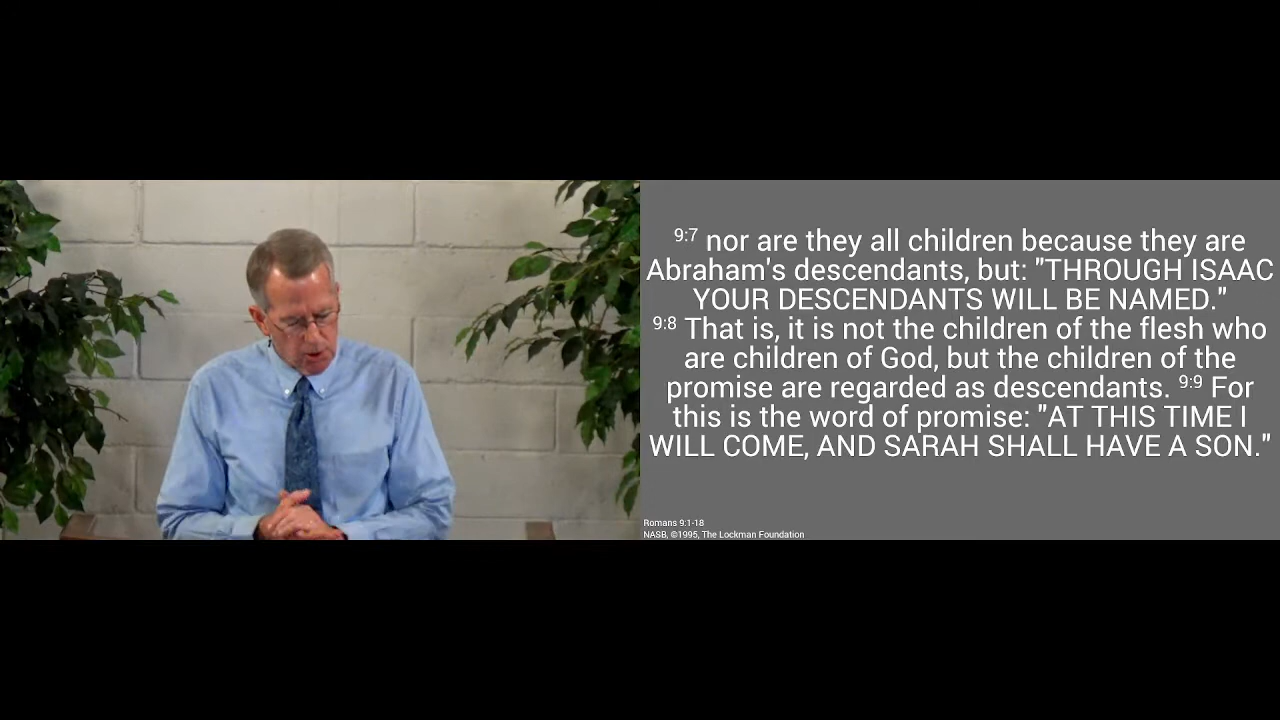 9:7 nor are they all children because they are
Abraham's descendants, but: "THROUGH ISAAC
YOUR DESCENDANTS WILL BE NAMED."
9:8 That is, it is not the children of the flesh who
are children of God, but the children of the
promise are regarded as descendants. 9:9 For
this is the word of promise: "AT THIS TIME I
WILL COME, AND SARAH SHALL HAVE A SON."
Romans 9:1-18
NASB, ©1995, The Lockman Foundation